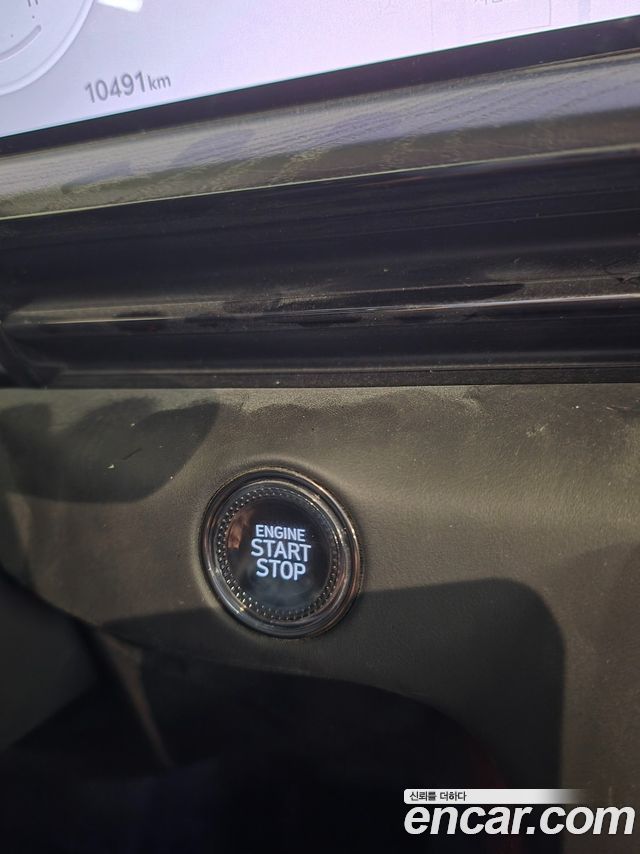 10491km
ENGINE
START
STOP
신뢰를 더하다
encar.com